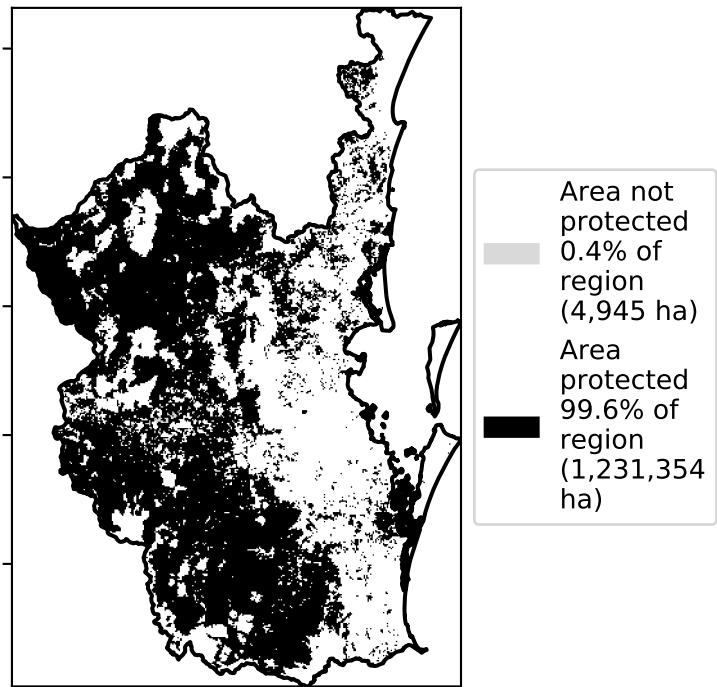 Area not
protected
0.4% of
region
(4,945 ha)
Area
protected
99.6% of
region
(1,231,354
ha)